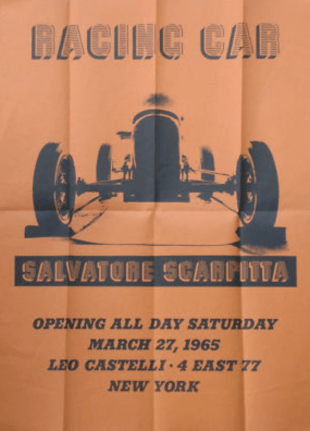 RACING CAR
SALVATORE SCARPITTA
OPENING ALL DAY SATURDAY
MARCH 27, 1965
LEO CASTELLI · 4 EAST 77
NEW YORK